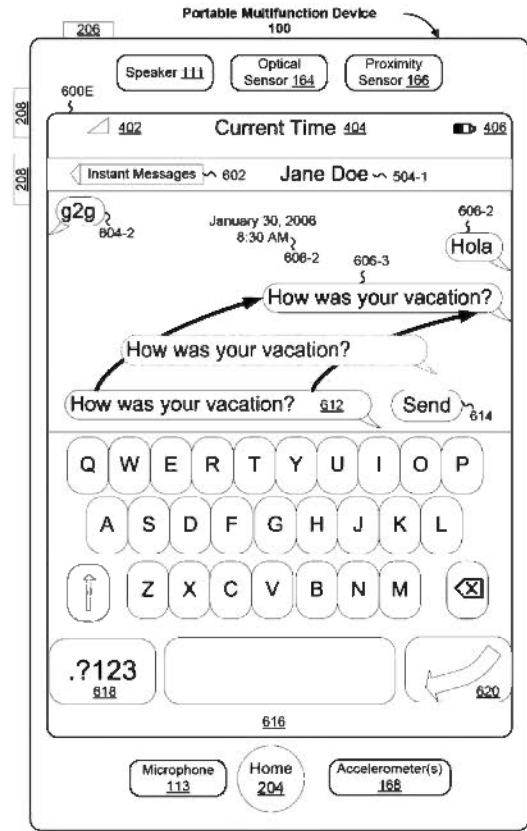 Portable Multifunction Device
100
206
Speaker 111
Optical Sensor 164
Proximity Sensor 166
600E
208
208
402
Current Time 404
406
Instant Messages
602
Jane Doe
504-1
g2g
604-2
January 30, 2006
8:30 AM
608-2
606-2
Hola
606-3
How was your vacation?
How was your vacation?
How was your vacation? 612
Send
614
Q W E R T Y U I O P
A S D F G H J K L
Z X C V B N M
.?123
618
620
616
Microphone
113
Home
204
Accelerometer(s)
168